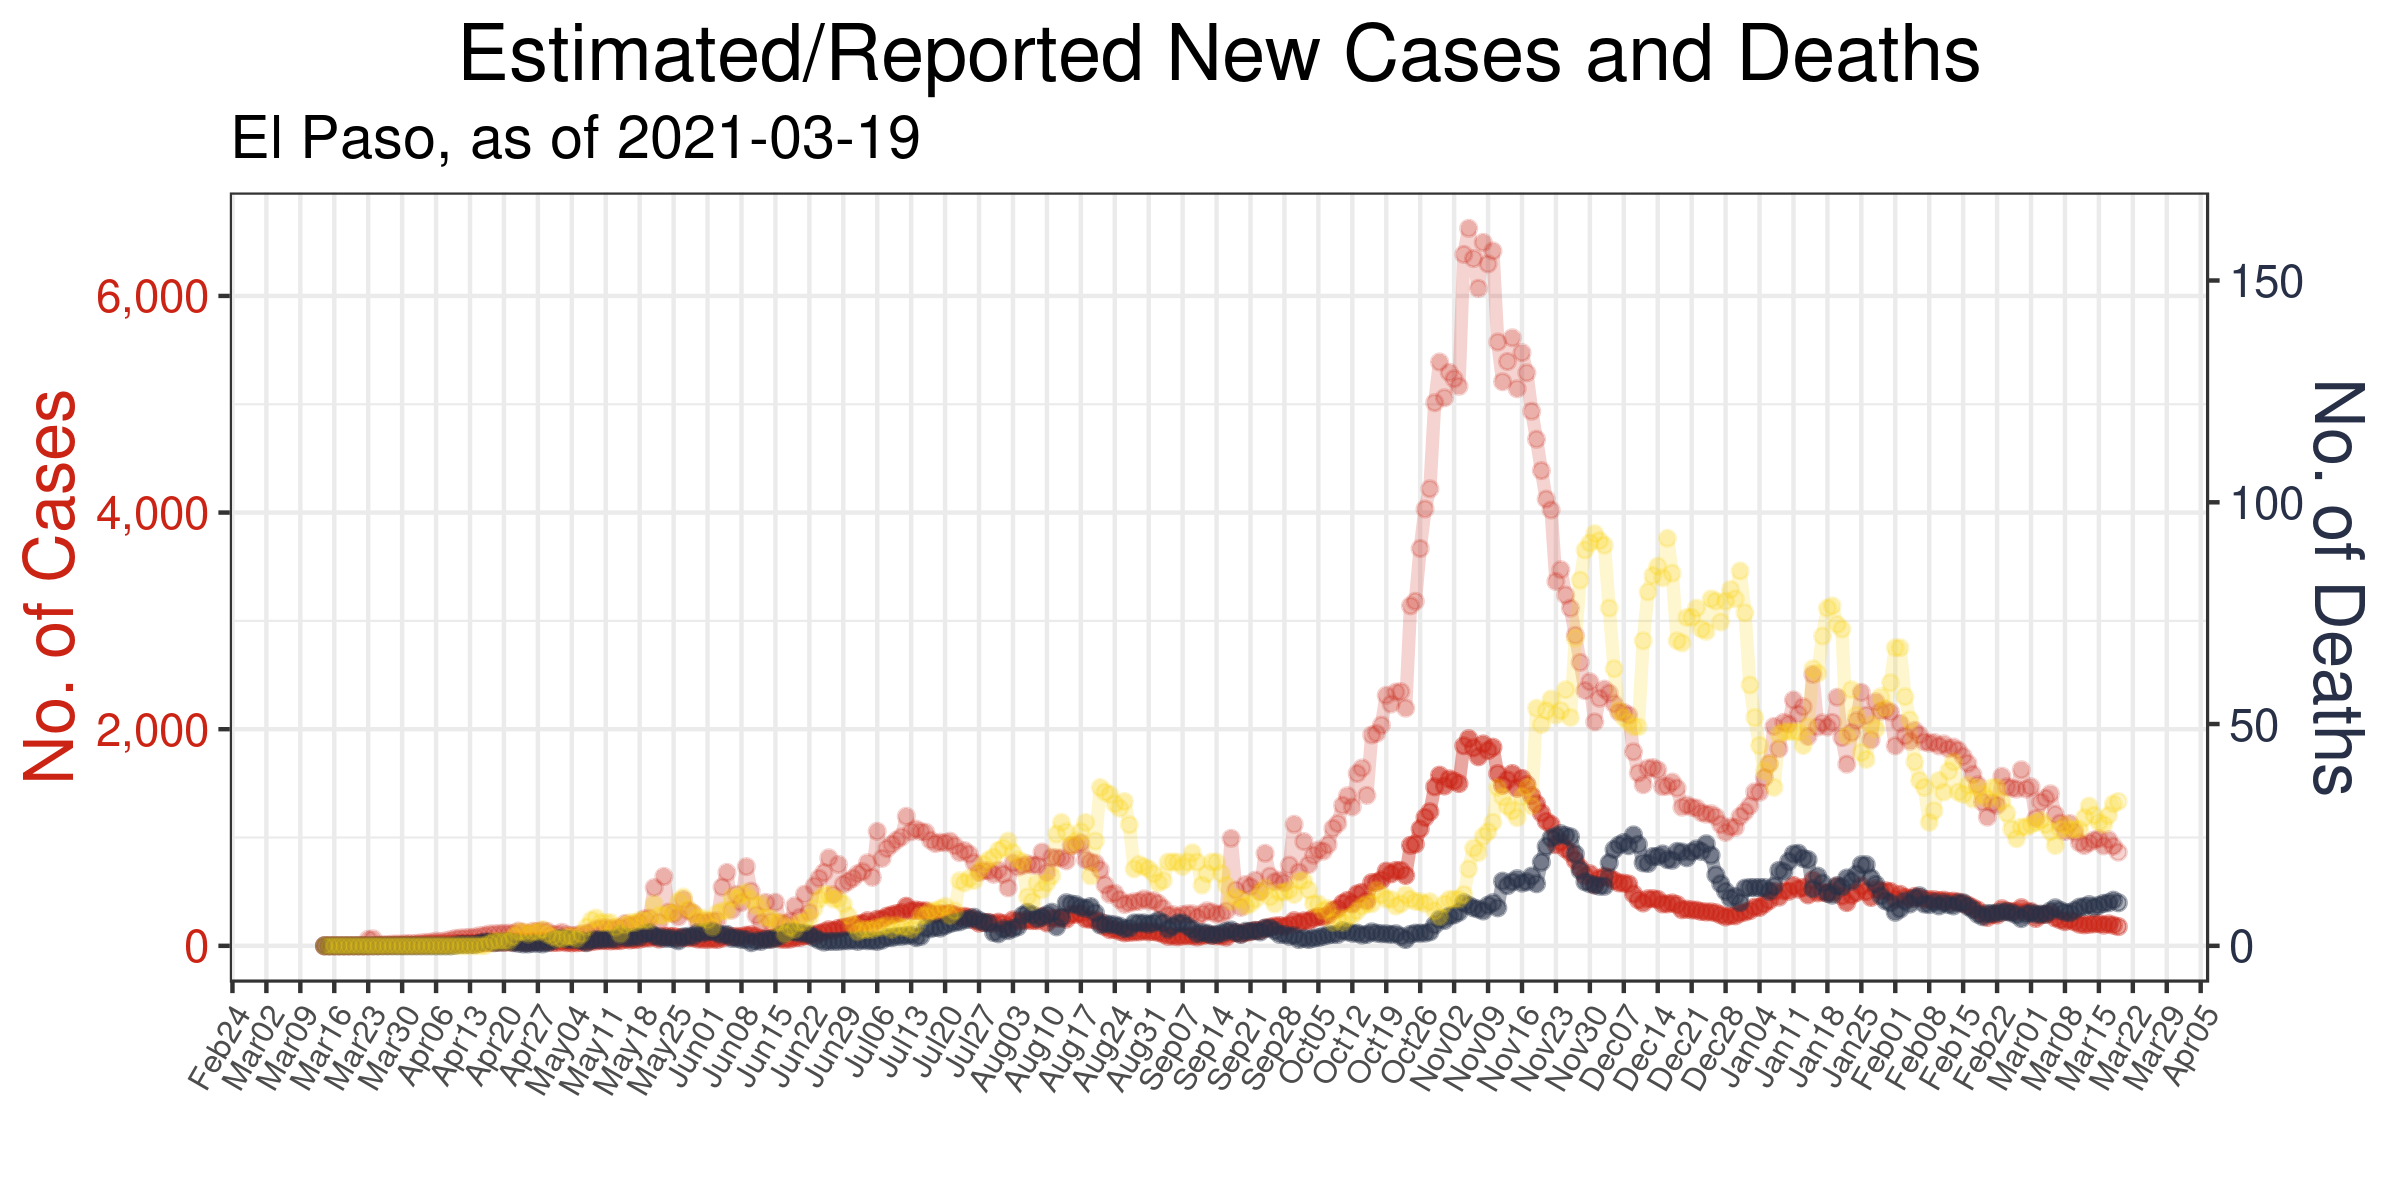 Estimated/Reported New Cases and Deaths
El Paso, as of 2021-03-19
No. of Cases
6,000
4,000
2,000
0
150
100
50
0
No. of Deaths
Feb24
Mar02
Mar09
Mar16
Mar23
Mar30
Apr06
Apr13
Apr20
Apr27
May04
May11
May18
May25
Jun01
Jun08
Jun15
Jun22
Jun29
Jul06
Jul13
Jul20
Jul27
Aug03
Aug10
Aug17
Aug24
Aug31
Sep07
Sep14
Sep21
Sep28
Oct05
Oct12
Oct19
Oct26
Nov02
Nov09
Nov16
Nov23
Nov30
Dec07
Dec14
Dec21
Dec28
Jan04
Jan11
Jan18
Jan25
Feb01
Feb08
Feb15
Feb22
Mar01
Mar08
Mar15
Mar22
Mar29
Apr05